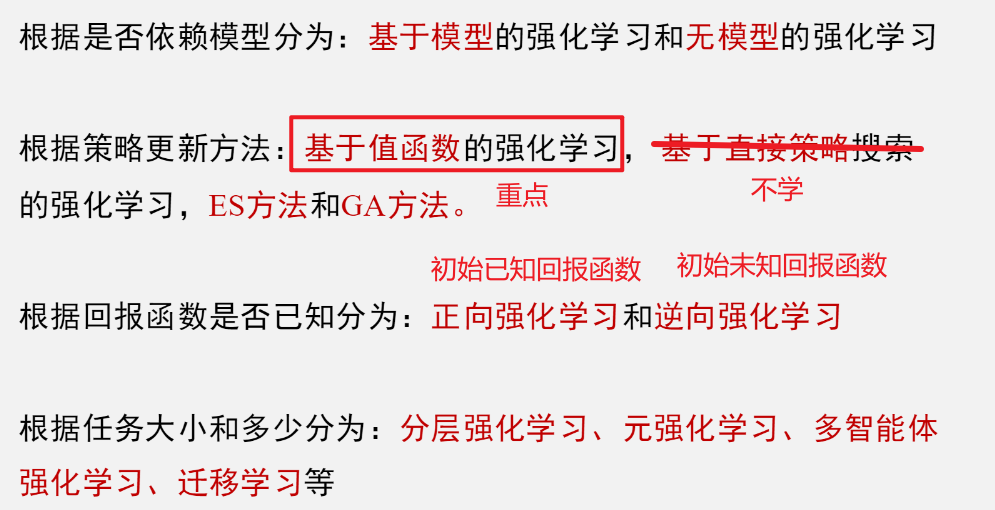 根据是否依赖模型分为：基于模型的强化学习和无模型的强化学习
根据策略更新方法：基于值函数的强化学习，基于直接策略搜索
的强化学习，ES方法和GA方法。
重点
不学
初始已知回报函数
初始未知回报函数
根据回报函数是否已知分为：正向强化学习和逆向强化学习
根据任务大小和多少分为：分层强化学习、元强化学习、多智能体
强化学习、迁移学习等